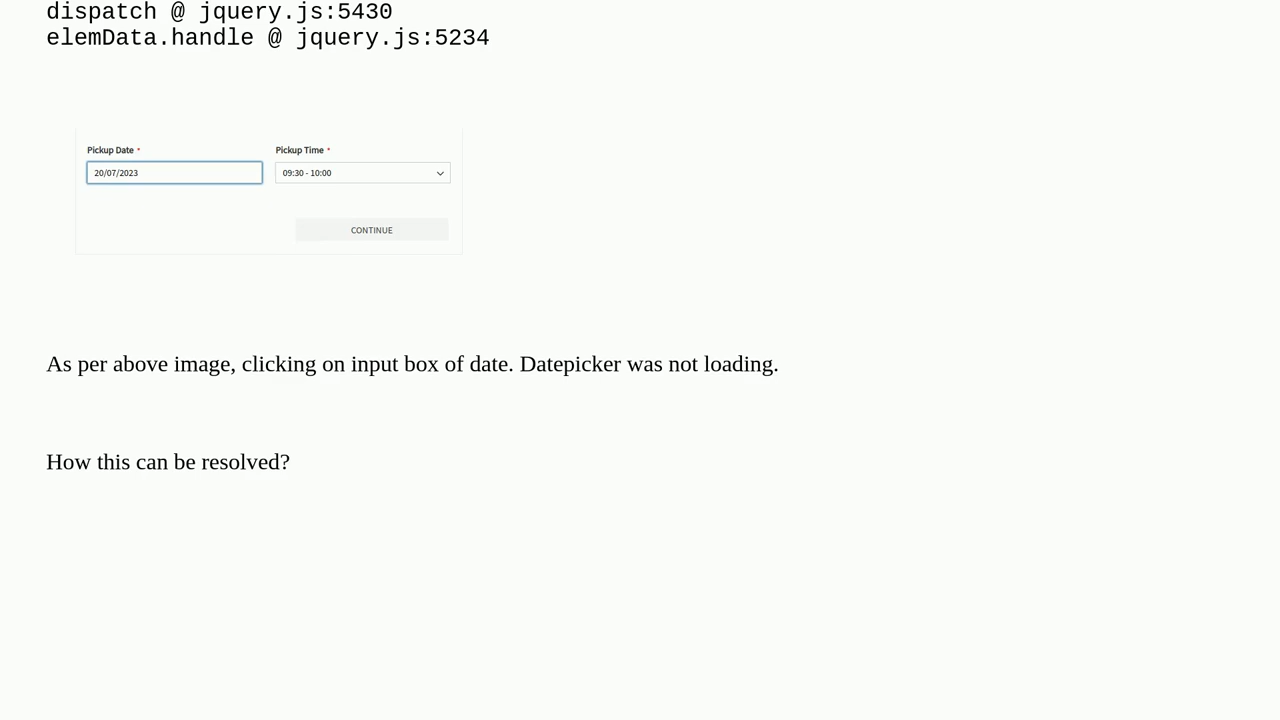 dispatch @ jquery.js:5430
elemData.handle @ jquery.js:5234
Pickup Date * Pickup Time *
20/07/2023 09:30 - 10:00
CONTINUE
As per above image, clicking on input box of date. Datepicker was not loading.
How this can be resolved?